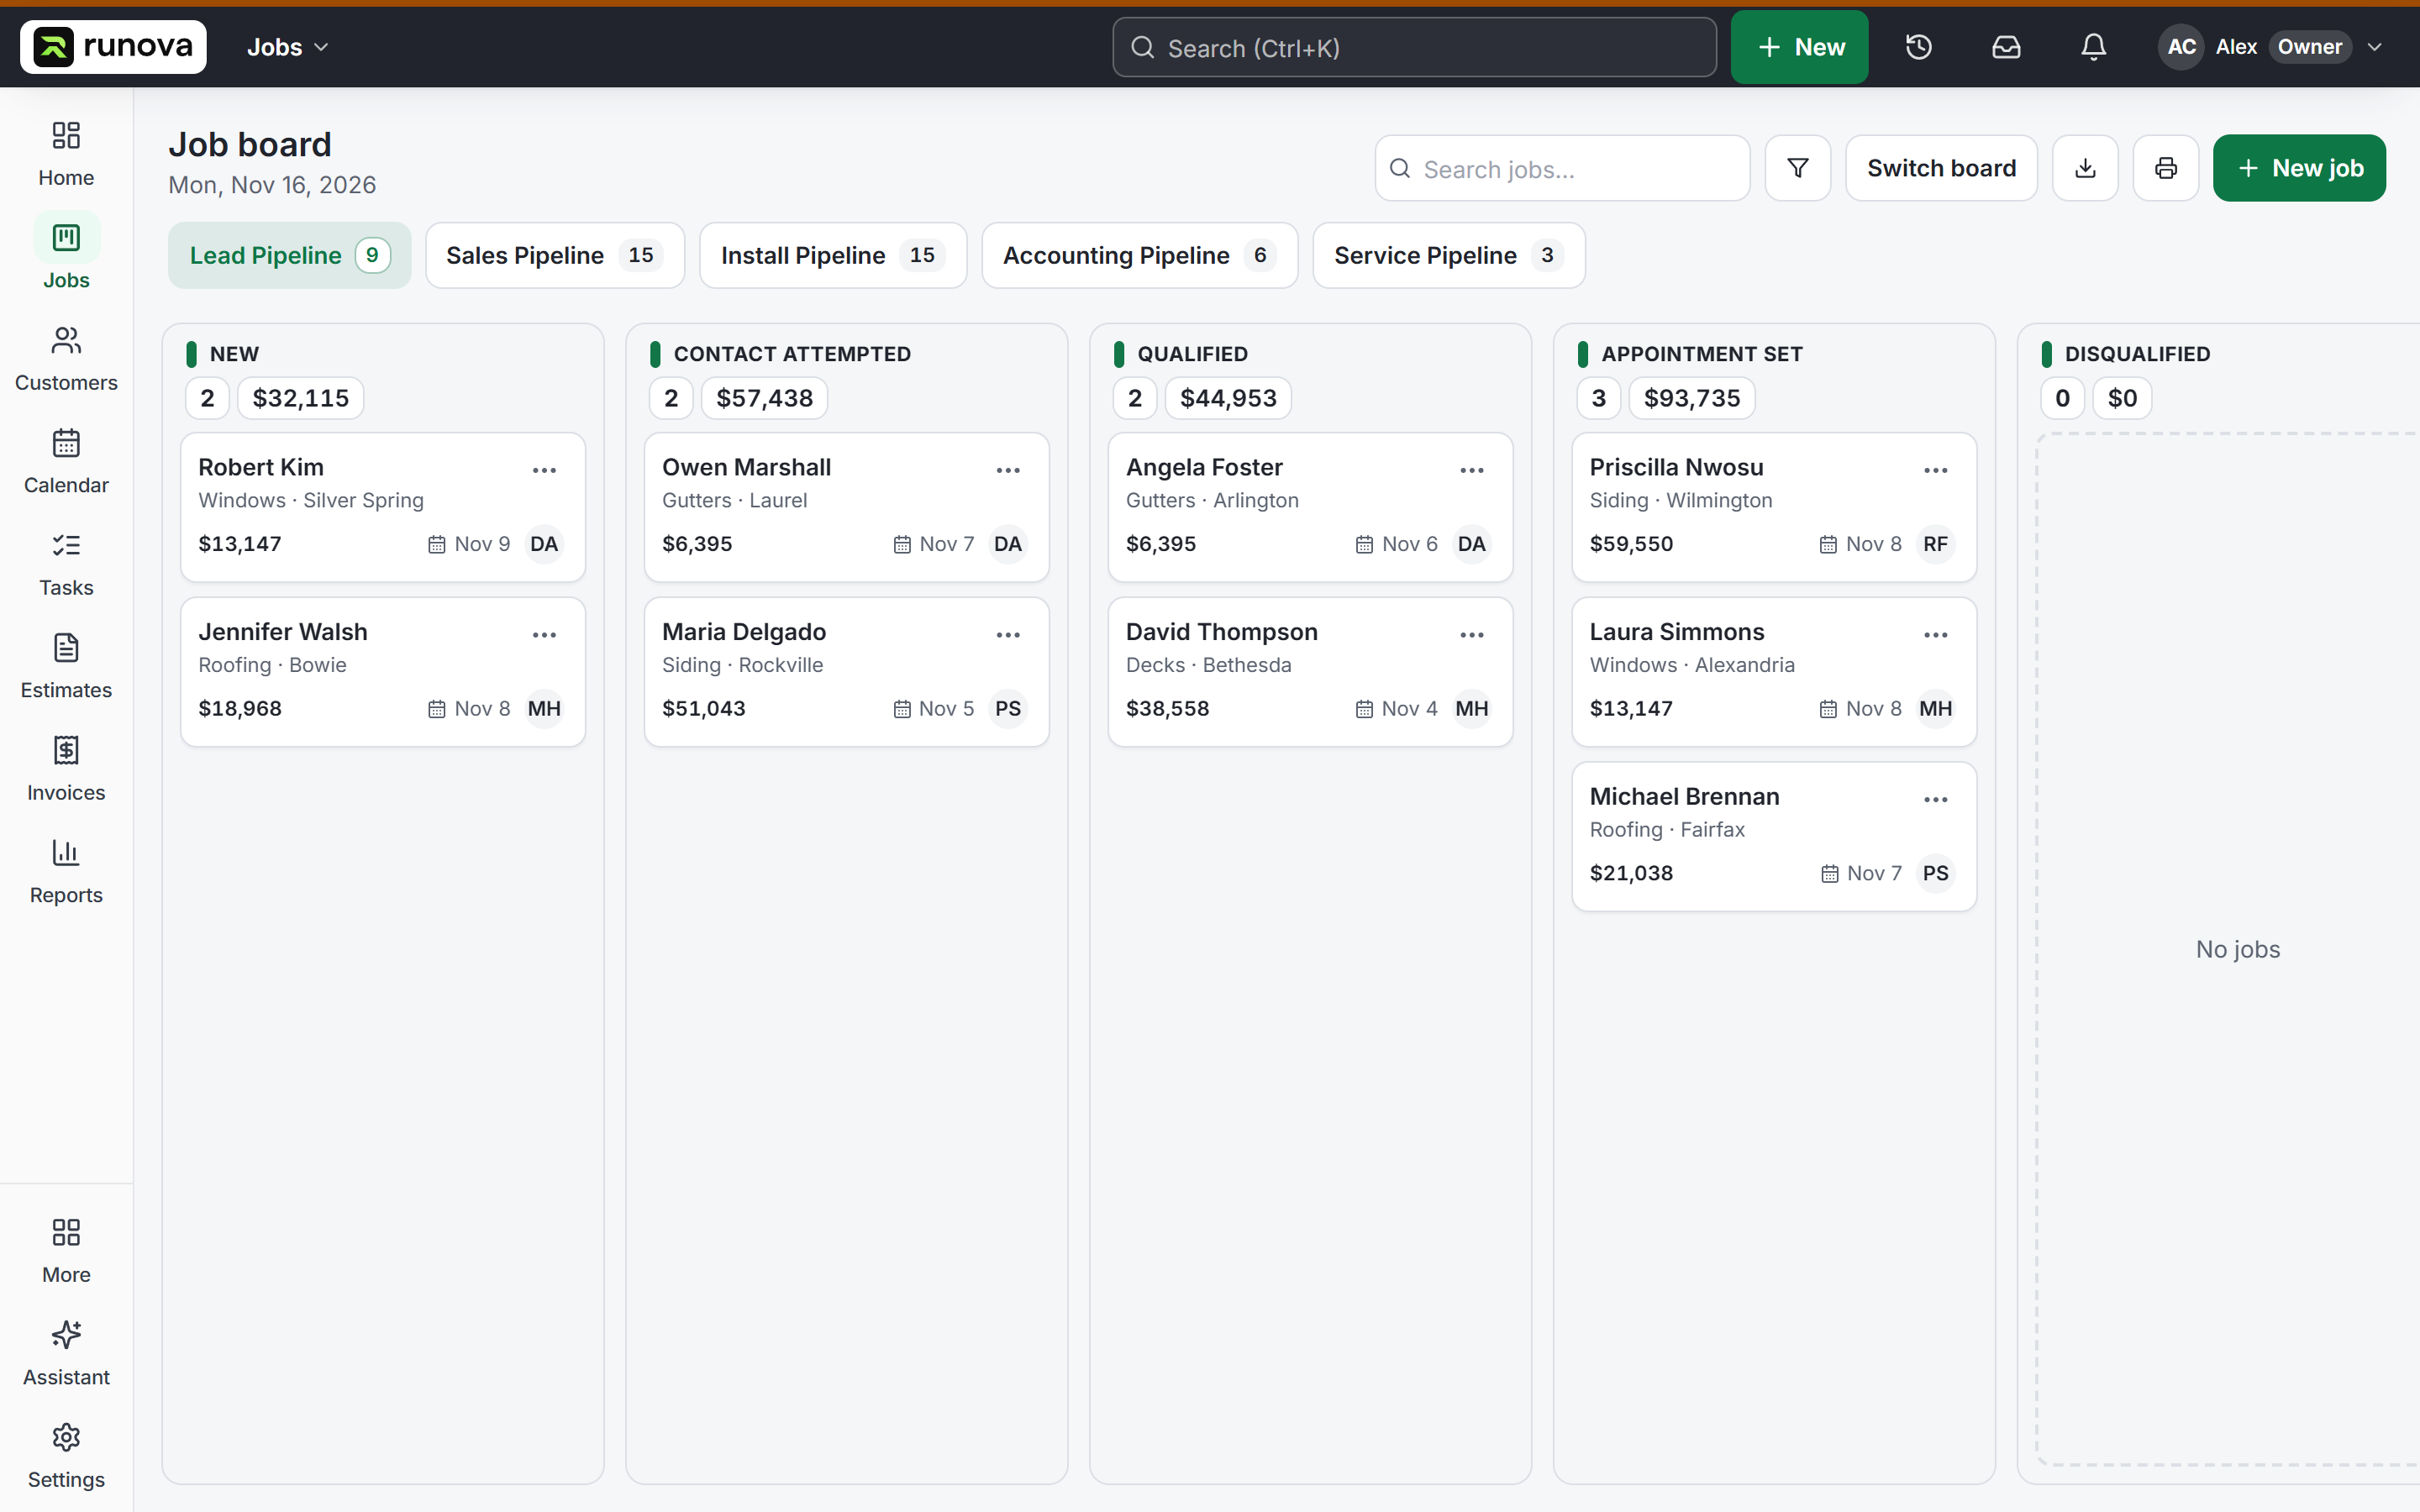 runova
Jobs
Search (Ctrl+K)
New
AC Alex Owner
Home
Jobs
Customers
Calendar
Tasks
Estimates
Invoices
Reports
More
Assistant
Settings
Job board
Mon, Nov 16, 2026
Search jobs...
Switch board
New job
Lead Pipeline 9
Sales Pipeline 15
Install Pipeline 15
Accounting Pipeline 6
Service Pipeline 3
NEW
2 $32,115
Robert Kim
Windows · Silver Spring
$13,147 Nov 9 DA
Jennifer Walsh
Roofing · Bowie
$18,968 Nov 8 MH
CONTACT ATTEMPTED
2 $57,438
Owen Marshall
Gutters · Laurel
$6,395 Nov 7 DA
Maria Delgado
Siding · Rockville
$51,043 Nov 5 PS
QUALIFIED
2 $44,953
Angela Foster
Gutters · Arlington
$6,395 Nov 6 DA
David Thompson
Decks · Bethesda
$38,558 Nov 4 MH
APPOINTMENT SET
3 $93,735
Priscilla Nwosu
Siding · Wilmington
$59,550 Nov 8 RF
Laura Simmons
Windows · Alexandria
$13,147 Nov 8 MH
Michael Brennan
Roofing · Fairfax
$21,038 Nov 7 PS
DISQUALIFIED
0 $0
No jobs